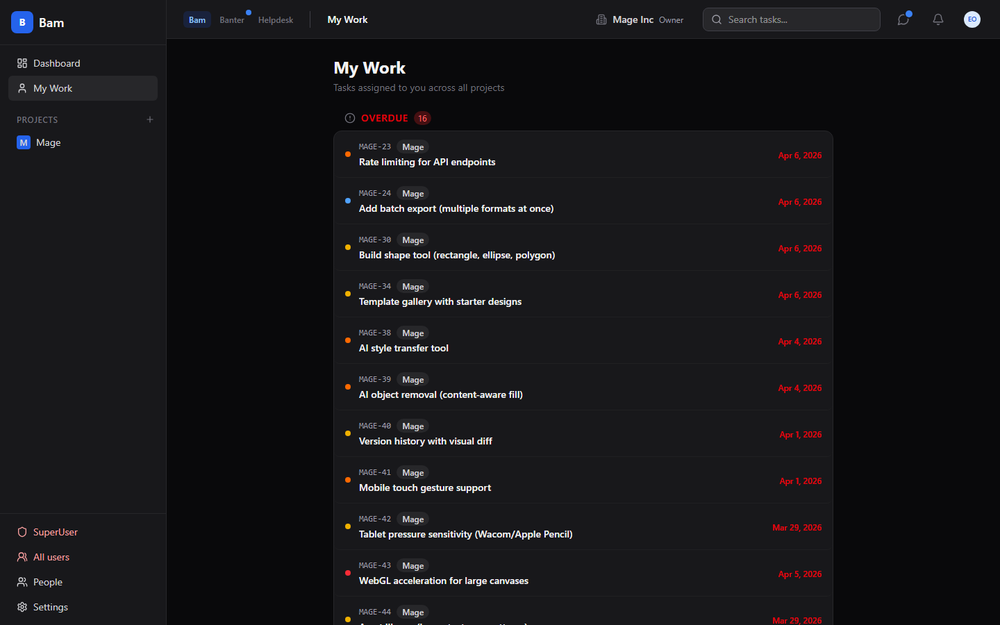 B Bam
Dashboard
My Work
PROJECTS
M Mage
SuperUser
All users
People
Settings
Bam Banter Helpdesk My Work
Mage Inc Owner
Search tasks...
EO
My Work
Tasks assigned to you across all projects
OVERDUE 16
MAGE-23 Mage
Rate limiting for API endpoints
Apr 6, 2026
MAGE-24 Mage
Add batch export (multiple formats at once)
Apr 6, 2026
MAGE-30 Mage
Build shape tool (rectangle, ellipse, polygon)
Apr 6, 2026
MAGE-34 Mage
Template gallery with starter designs
Apr 6, 2026
MAGE-38 Mage
AI style transfer tool
Apr 4, 2026
MAGE-39 Mage
AI object removal (content-aware fill)
Apr 4, 2026
MAGE-40 Mage
Version history with visual diff
Apr 1, 2026
MAGE-41 Mage
Mobile touch gesture support
Apr 1, 2026
MAGE-42 Mage
Tablet pressure sensitivity (Wacom/Apple Pencil)
Mar 29, 2026
MAGE-43 Mage
WebGL acceleration for large canvases
Apr 5, 2026
MAGE-44 Mage
Mar 29, 2026